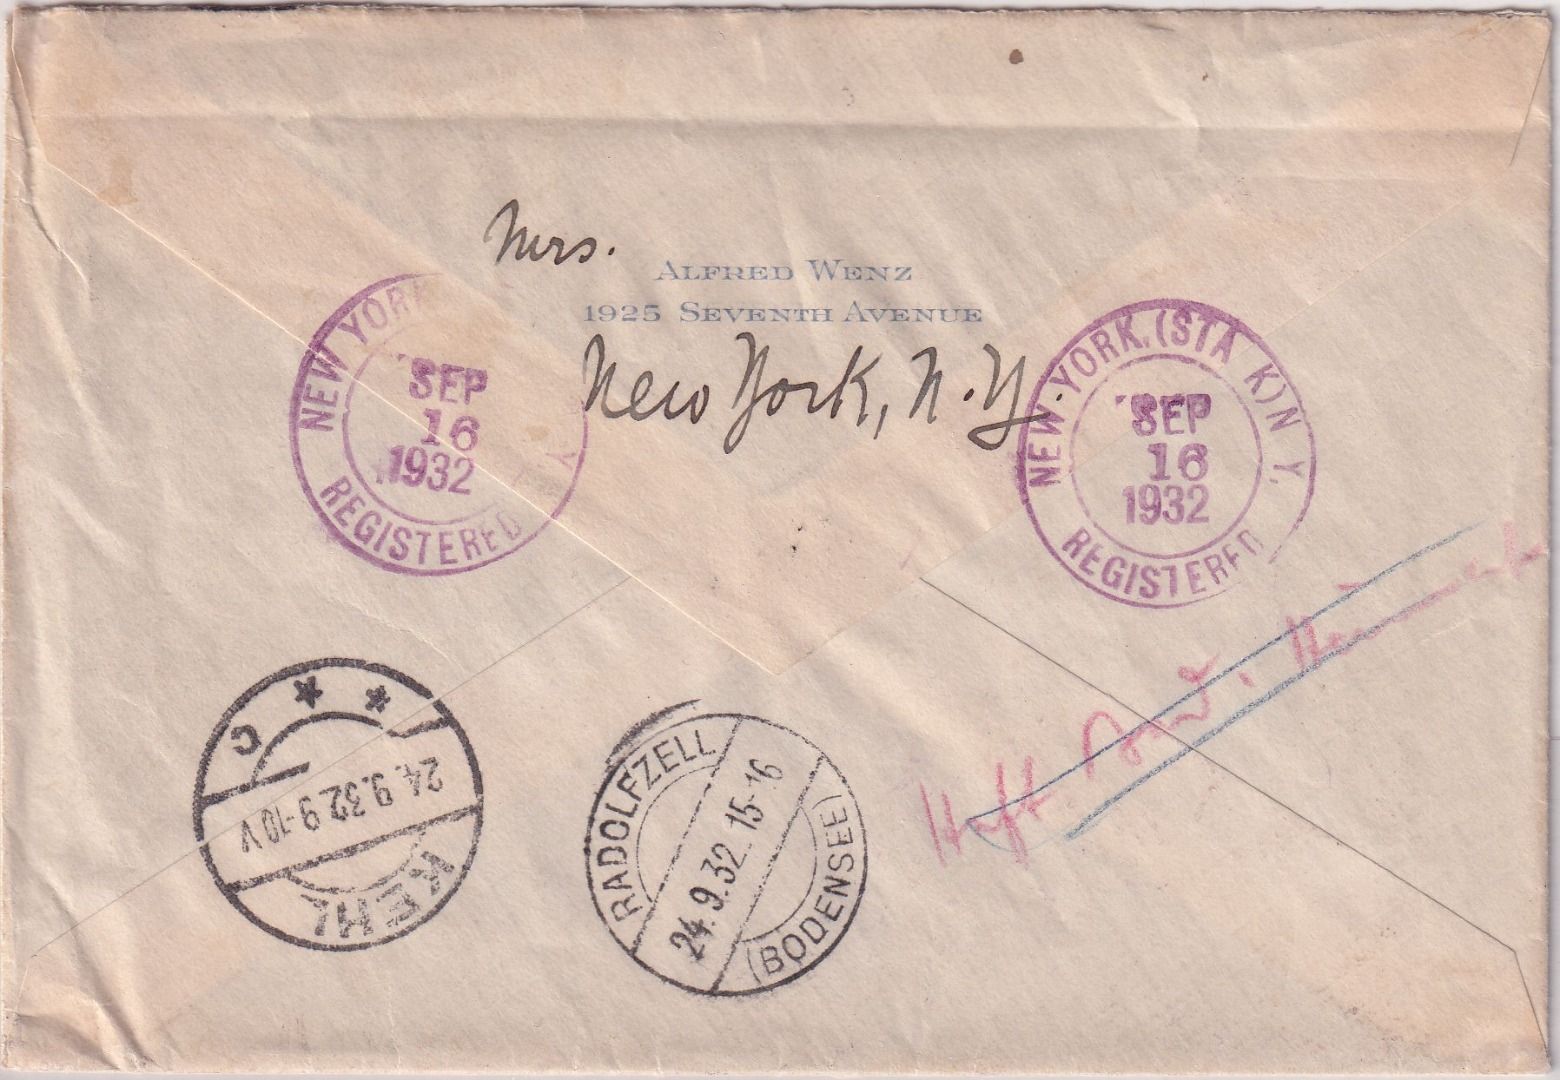 Mrs.
ALFRED WENZ
1925 SEVENTH AVENUE
New York, N.Y.
NEW YORK Y
SEP
16
1932
REGISTERED
NEW YORK, (STA K) N Y.
SEP
16
1932
REGISTERED
KEHL
24.9.32 9-10V
* * C
RADOLFZELL
24.9.32 15-16
(BODENSEE)